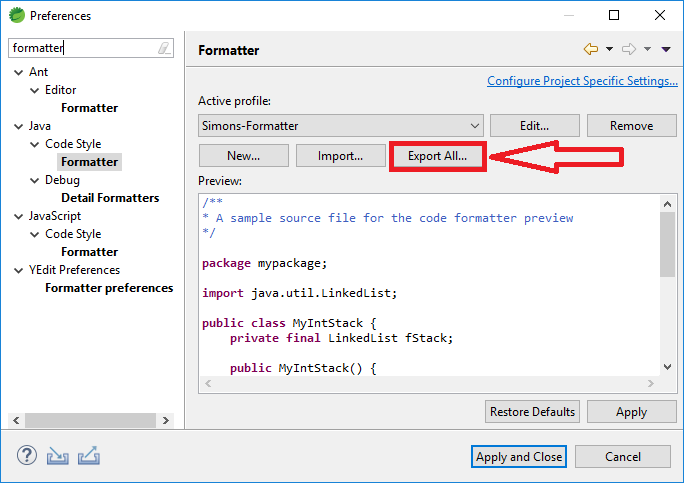 Preferences
formatter
Ant
Editor
Formatter
Java
Code Style
Formatter
Debug
Detail Formatters
JavaScript
Code Style
Formatter
YEdit Preferences
Formatter preferences
Formatter
Configure Project Specific Settings...
Active profile:
Simons-Formatter
Edit...
Remove
New...
Import...
Export All...
Preview:
/**
* A sample source file for the code formatter preview
*/
package mypackage;
import java.util.LinkedList;
public class MyIntStack {
private final LinkedList fStack;
public MyIntStack() {
Restore Defaults
Apply
?
Apply and Close
Cancel